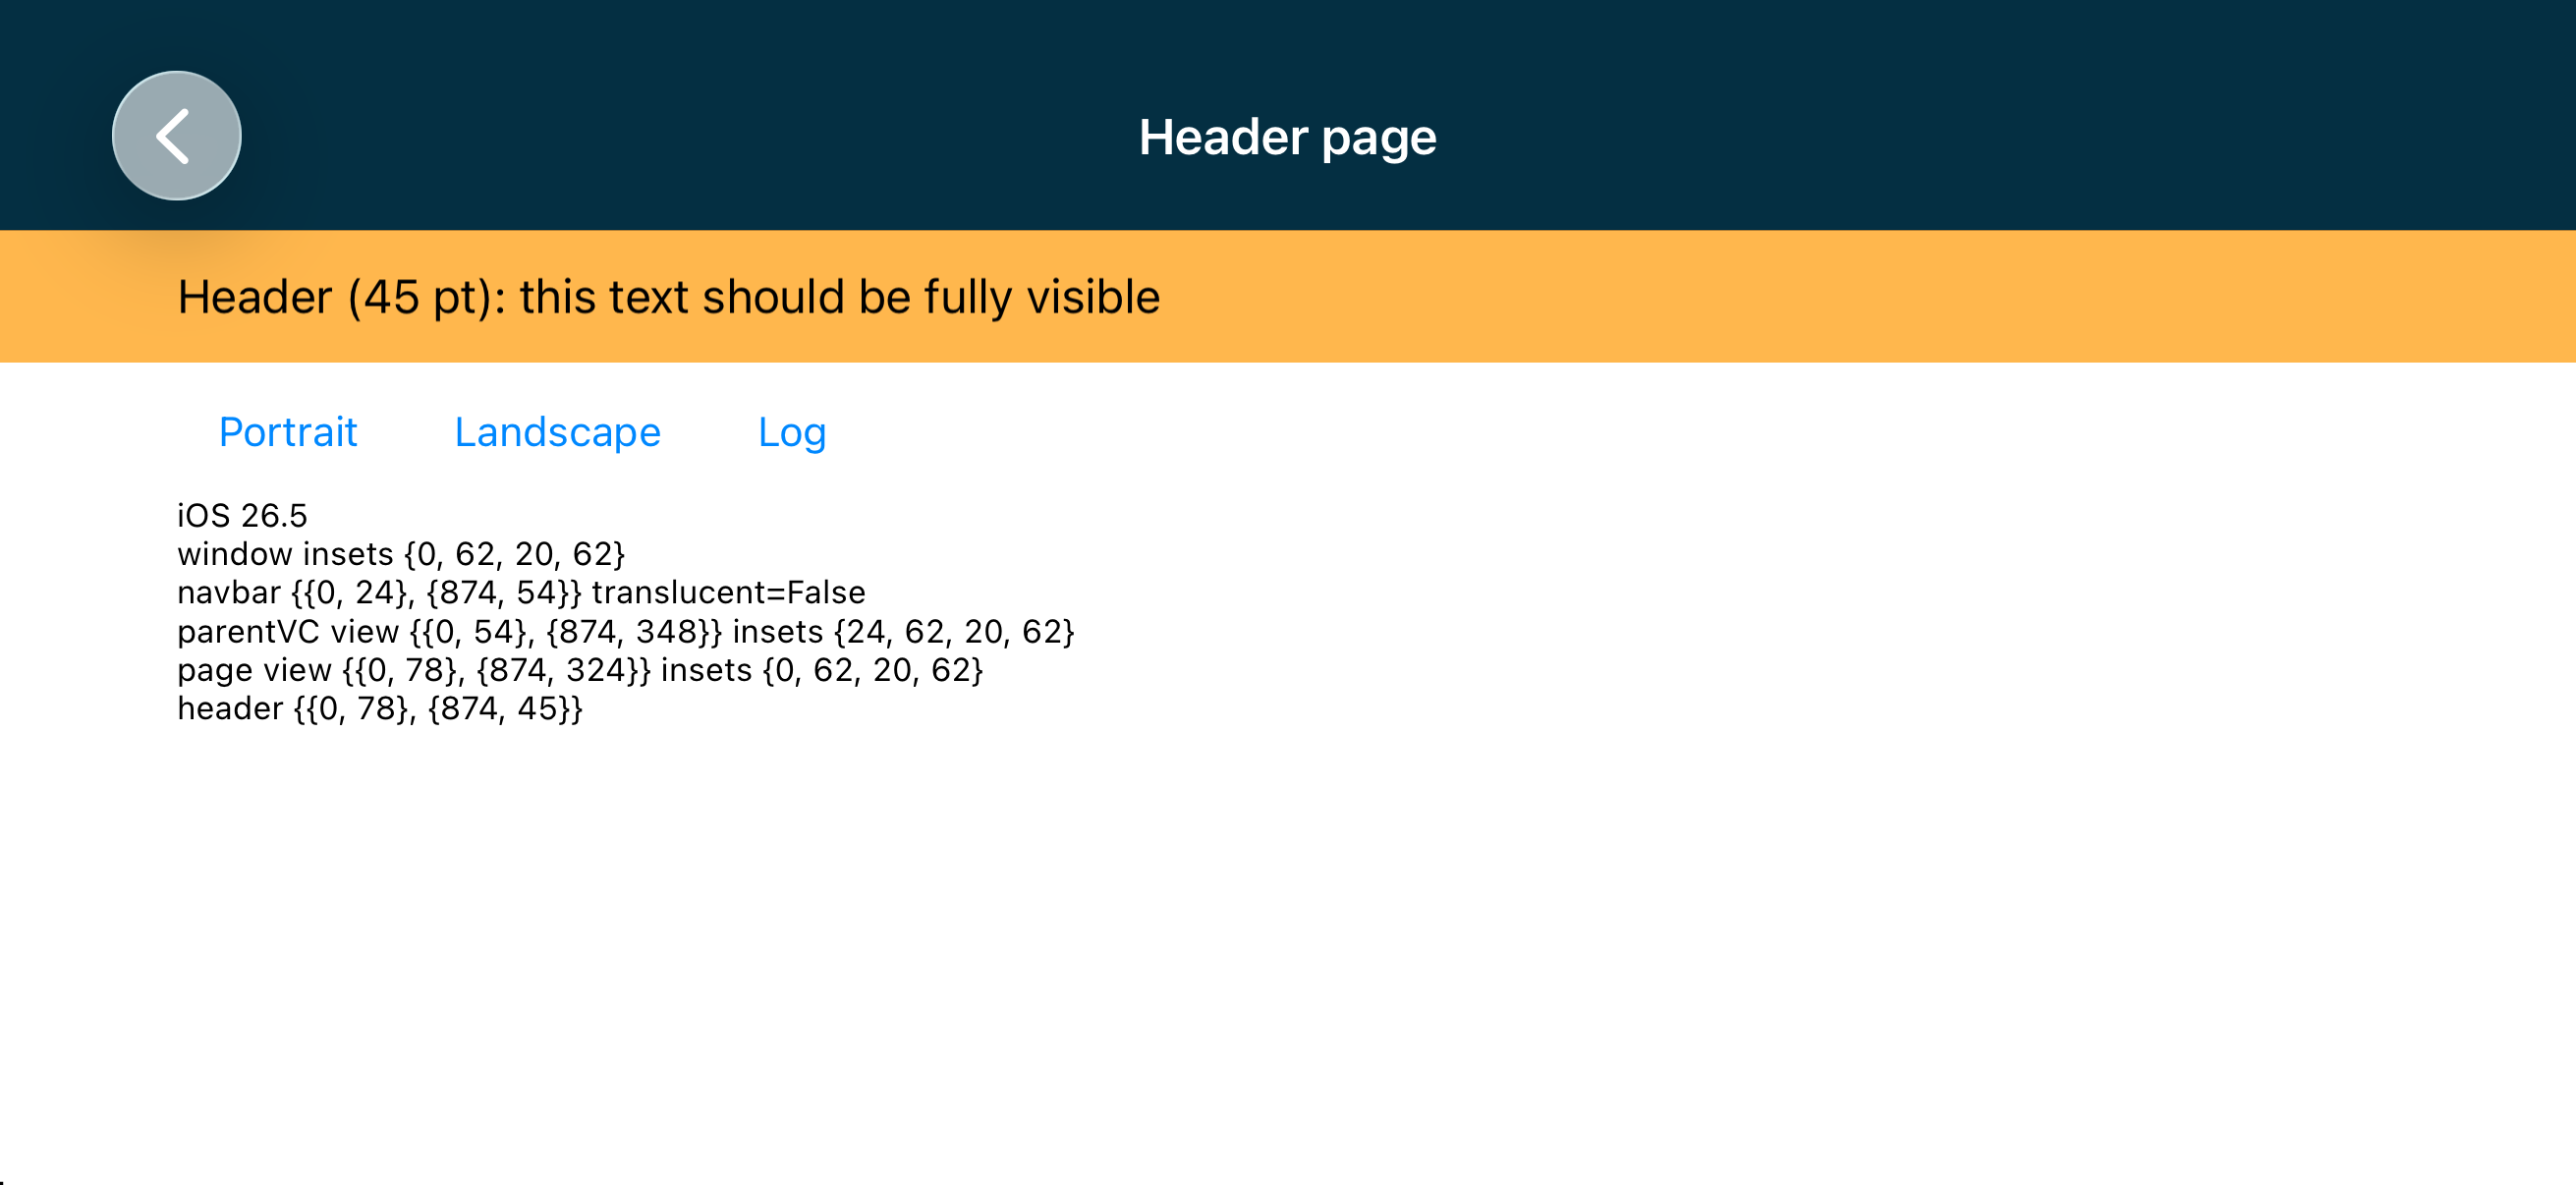 Header page
Header (45 pt): this text should be fully visible
Portrait Landscape Log
iOS 26.5
window insets {0, 62, 20, 62}
navbar {{0, 24}, {874, 54}} translucent=False
parentVC view {{0, 54}, {874, 348}} insets {24, 62, 20, 62}
page view {{0, 78}, {874, 324}} insets {0, 62, 20, 62}
header {{0, 78}, {874, 45}}